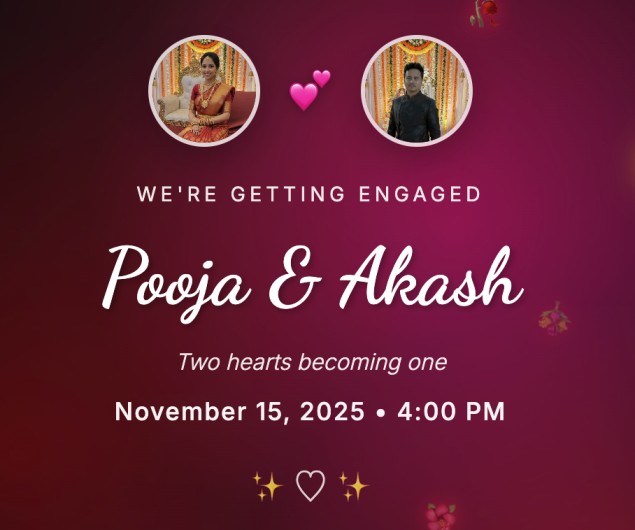 WE'RE GETTING ENGAGED
Pooja & Akash
Two hearts becoming one
November 15, 2025 • 4:00 PM